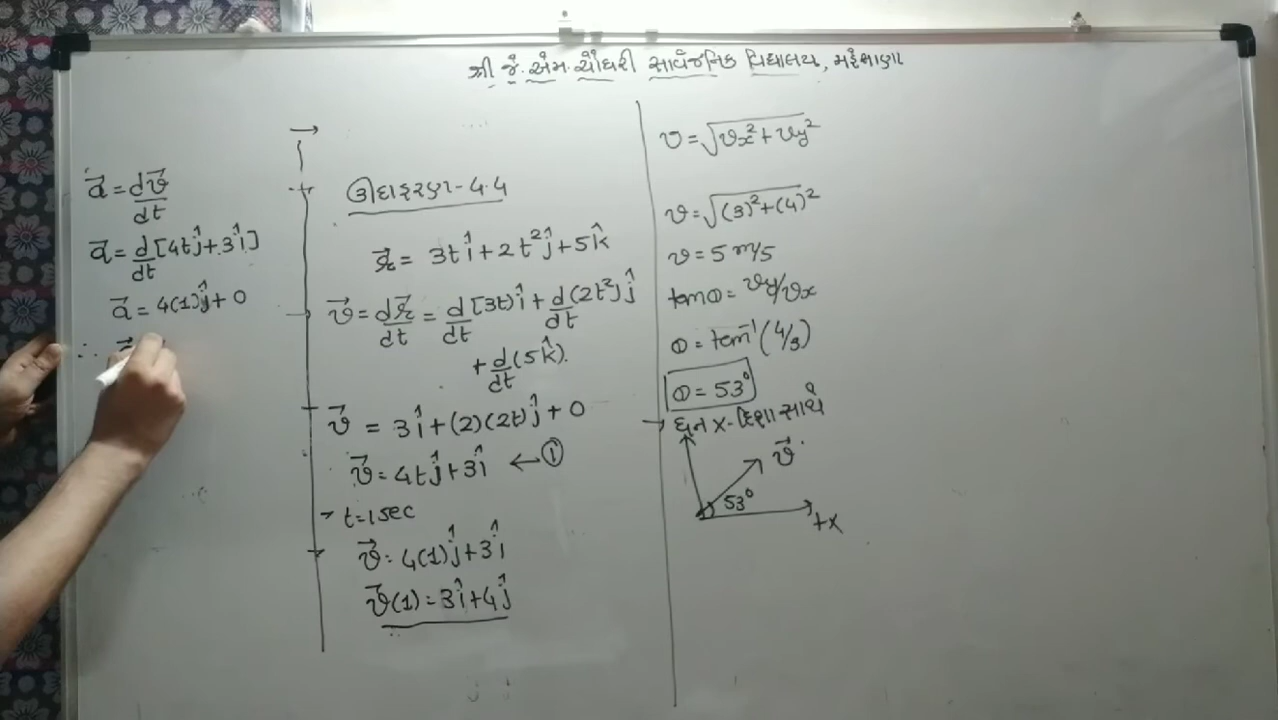 શ્રી જે. એમ. ચૌધરી સાર્વજનિક વિદ્યાલય, મહેસાણા
a⃗ = dv⃗/dt
a⃗ = d/dt [4tĵ + 3î]
a⃗ = 4(1)ĵ + 0
∴
ઉદાહરણ - 4.4
r⃗ = 3tî + 2t²ĵ + 5k̂
v⃗ = dr⃗/dt = d/dt [3t)î + d/dt (2t²)ĵ
+ d/dt (5k̂).
v⃗ = 3î + (2)(2t)ĵ + 0
v⃗ = 4tĵ + 3î ← ①
→ t = 1 sec
v⃗ = 4(1)ĵ + 3î
v⃗(1) = 3î + 4ĵ
v = √vx² + vy²
v = √(3)² + (4)²
v = 5 m/s
tanθ = vy/vx
θ = tan⁻¹(4/3)
θ = 53°
→ ધન x-દિશા સાથે
v⃗
53°
+x